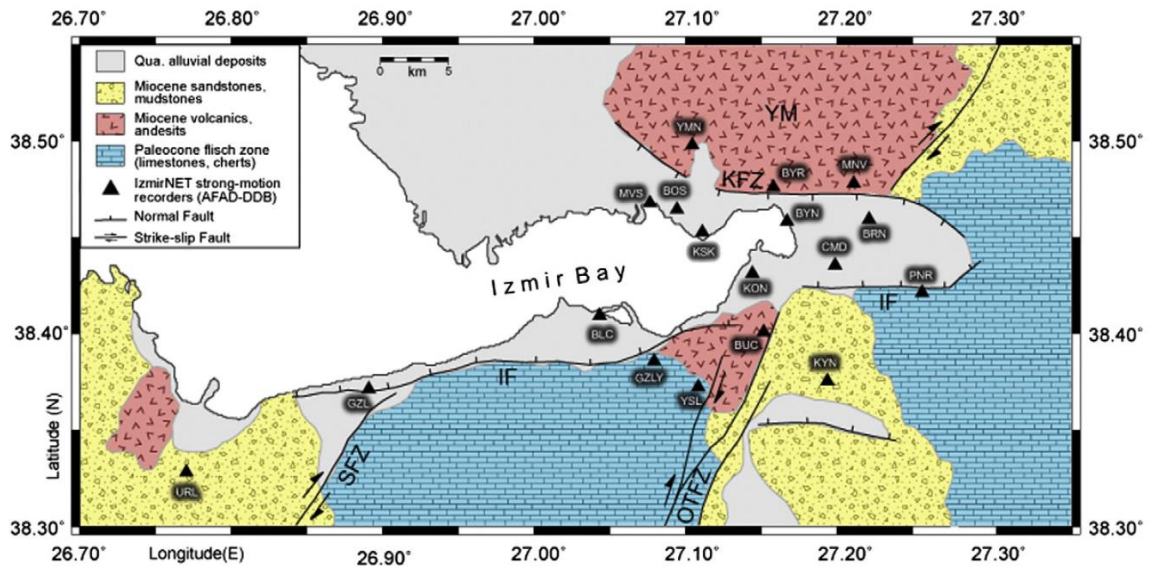 26.70° 26.80° 26.90° 27.00° 27.10° 27.20° 27.30°
Qua. alluvial deposits
Miocene sandstones,
mudstones
Miocene volcanics,
andesits
Paleocone flisch zone
(limestones, cherts)
IzmirNET strong-motion
recorders (AFAD-DDB)
Normal Fault
Strike-slip Fault
0 5
km
YM
YMN
38.50° 38.50°
KFZ
BYR
MNV
MVS
BOS
BYN
BRN
KSK
CMD
Izmir Bay
KON
PNR
IF
BLC
38.40° 38.40°
BUC
GZLY
KYN
IF
GZL
YSL
SFZ
OTFZ
URL
Latitude (N)
38.30° 38.30°
26.70° Longitude(E) 26.90° 27.00° 27.10° 27.20° 27.30°